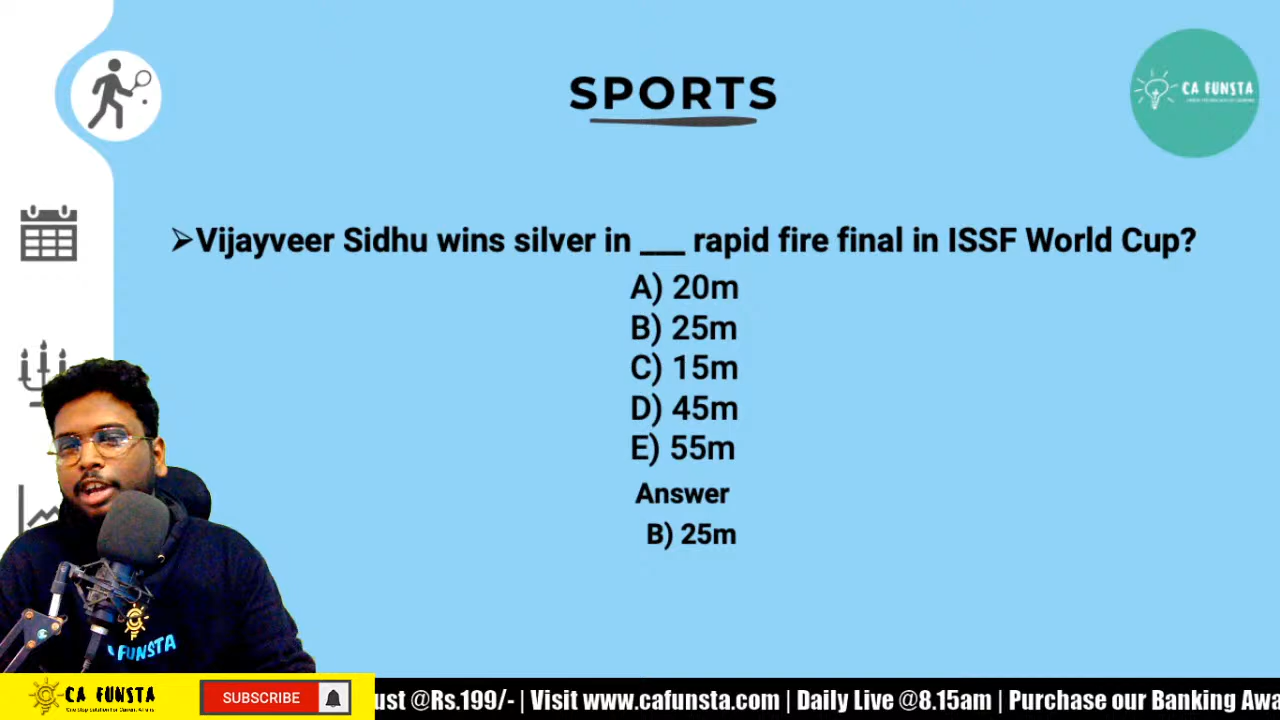 SPORTS
CA FUNSTA
➢Vijayveer Sidhu wins silver in ___ rapid fire final in ISSF World Cup?
A) 20m
B) 25m
C) 15m
D) 45m
E) 55m
Answer
B) 25m
FUNSTA
CA FUNSTA
SUBSCRIBE
ust @Rs.199/- | Visit www.cafunsta.com | Daily Live @8.15am | Purchase our Banking Awa